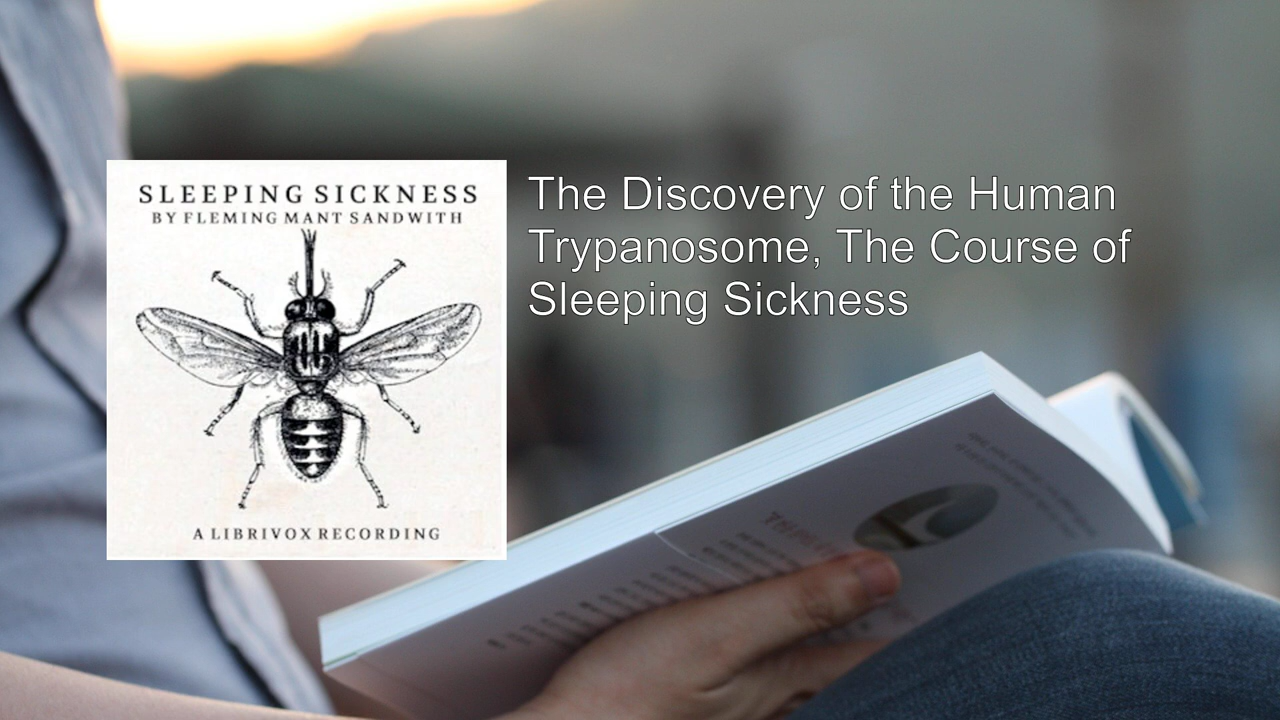 SLEEPING SICKNESS
BY FLEMING MANT SANDWITH
A LIBRIVOX RECORDING
The Discovery of the Human
Trypanosome, The Course of
Sleeping Sickness